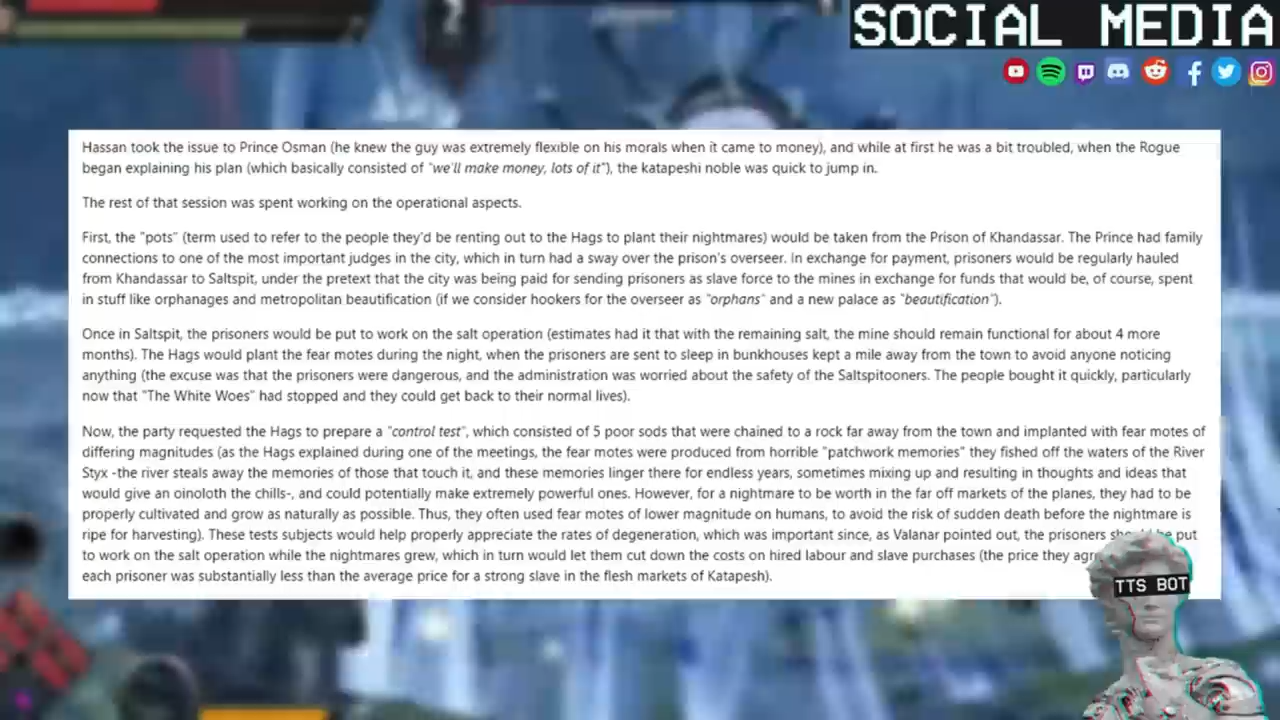 SOCIAL MEDIA
Hassan took the issue to Prince Osman (he knew the guy was extremely flexible on his morals when it came to money), and while at first he was a bit troubled, when the Rogue
began explaining his plan (which basically consisted of "we'll make money, lots of it"), the katapeshi noble was quick to jump in.
The rest of that session was spent working on the operational aspects.
First, the "pots" (term used to refer to the people they'd be renting out to the Hags to plant their nightmares) would be taken from the Prison of Khandassar. The Prince had family
connections to one of the most important judges in the city, which in turn had a sway over the prison's overseer. In exchange for payment, prisoners would be regularly hauled
from Khandassar to Saltspit, under the pretext that the city was being paid for sending prisoners as slave force to the mines in exchange for funds that would be, of course, spent
in stuff like orphanages and metropolitan beautification (if we consider hookers for the overseer as "orphans" and a new palace as "beautification").
Once in Saltspit, the prisoners would be put to work on the salt operation (estimates had it that with the remaining salt, the mine should remain functional for about 4 more
months). The Hags would plant the fear motes during the night, when the prisoners are sent to sleep in bunkhouses kept a mile away from the town to avoid anyone noticing
anything (the excuse was that the prisoners were dangerous, and the administration was worried about the safety of the Saltspitooners. The people bought it quickly, particularly
now that "The White Woes" had stopped and they could get back to their normal lives).
Now, the party requested the Hags to prepare a "control test", which consisted of 5 poor sods that were chained to a rock far away from the town and implanted with fear motes of
differing magnitudes (as the Hags explained during one of the meetings, the fear motes were produced from horrible "patchwork memories" they fished off the waters of the River
Styx -the river steals away the memories of those that touch it, and these memories linger there for endless years, sometimes mixing up and resulting in thoughts and ideas that
would give an oinoloth the chills-, and could potentially make extremely powerful ones. However, for a nightmare to be worth in the far off markets of the planes, they had to be
properly cultivated and grow as naturally as possible. Thus, they often used fear motes of lower magnitude on humans, to avoid the risk of sudden death before the nightmare is
ripe for harvesting). These tests subjects would help properly appreciate the rates of degeneration, which was important since, as Valanar pointed out, the prisoners put
to work on the salt operation while the nightmares grew, which in turn would let them cut down the costs on hired labour and slave purchases (the price they
each prisoner was substantially less than the average price for a strong slave in the flesh markets of Katapesh).
TTS BOT